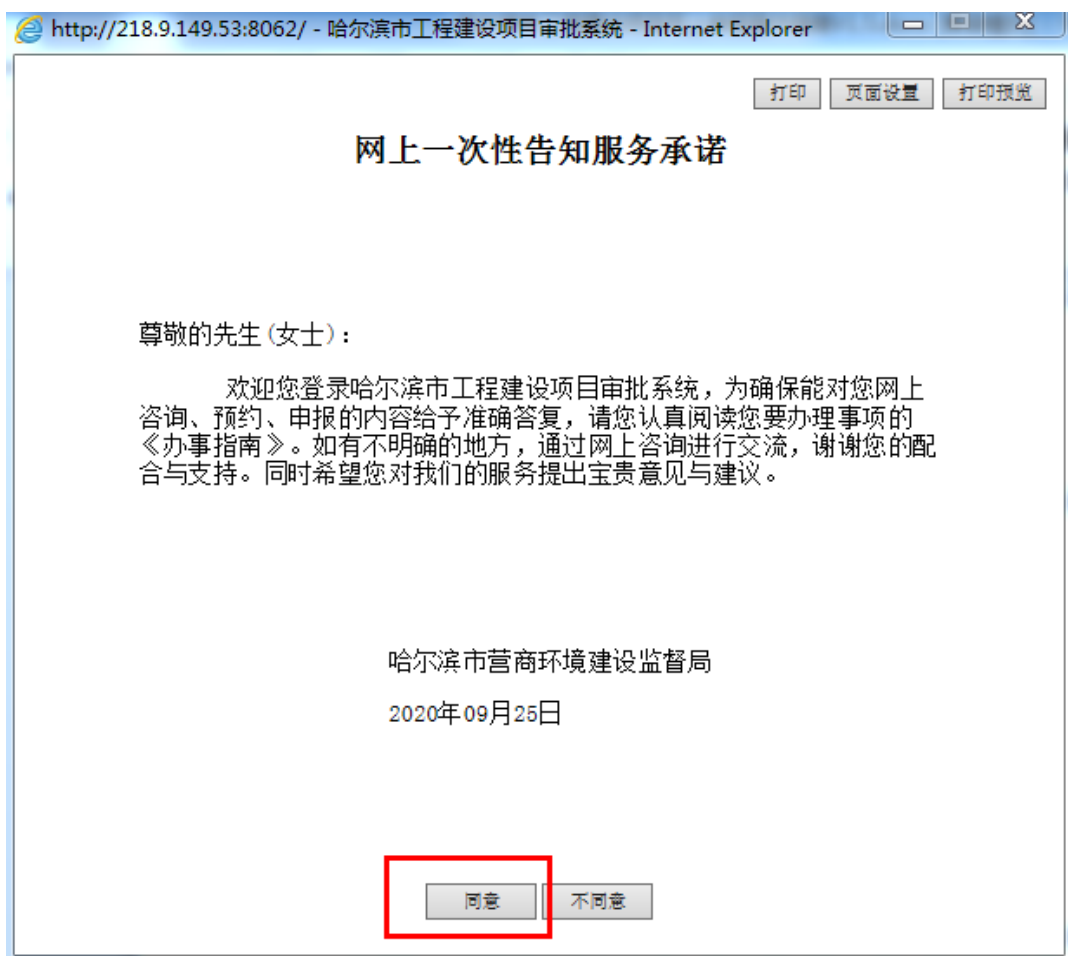 http://218.9.149.53:8062/ - 哈尔滨市工程建设项目审批系统 - Internet Explorer
打印 页面设置 打印预览
网上一次性告知服务承诺
尊敬的先生(女士):
欢迎您登录哈尔滨市工程建设项目审批系统，为确保能对您网上
咨询、预约、申报的内容给予准确答复，请您认真阅读您要办理事项的
《办事指南》。如有不明确的地方，通过网上咨询进行交流，谢谢您的配
合与支持。同时希望您对我们的服务提出宝贵意见与建议。
哈尔滨市营商环境建设监督局
2020年09月25日
同意 不同意